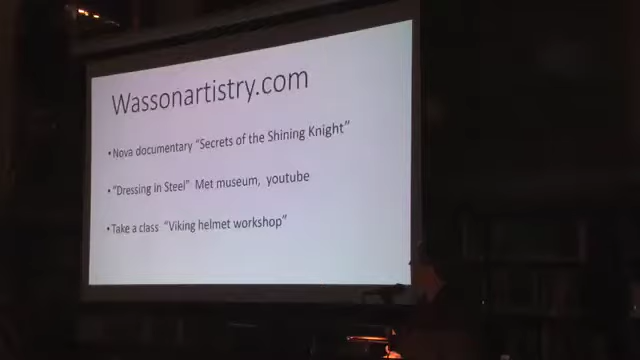 Wassonartistry.com
•Nova documentary "Secrets of the Shining Knight"
•"Dressing in Steel" Met museum, youtube
•Take a class "Viking helmet workshop"